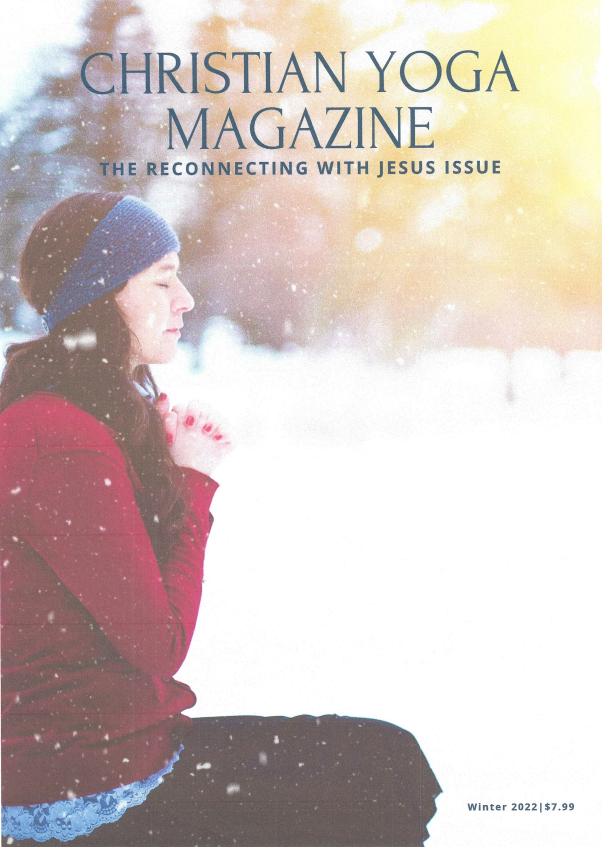 CHRISTIAN YOGA
MAGAZINE
THE RECONNECTING WITH JESUS ISSUE
Winter 2022|$7.99